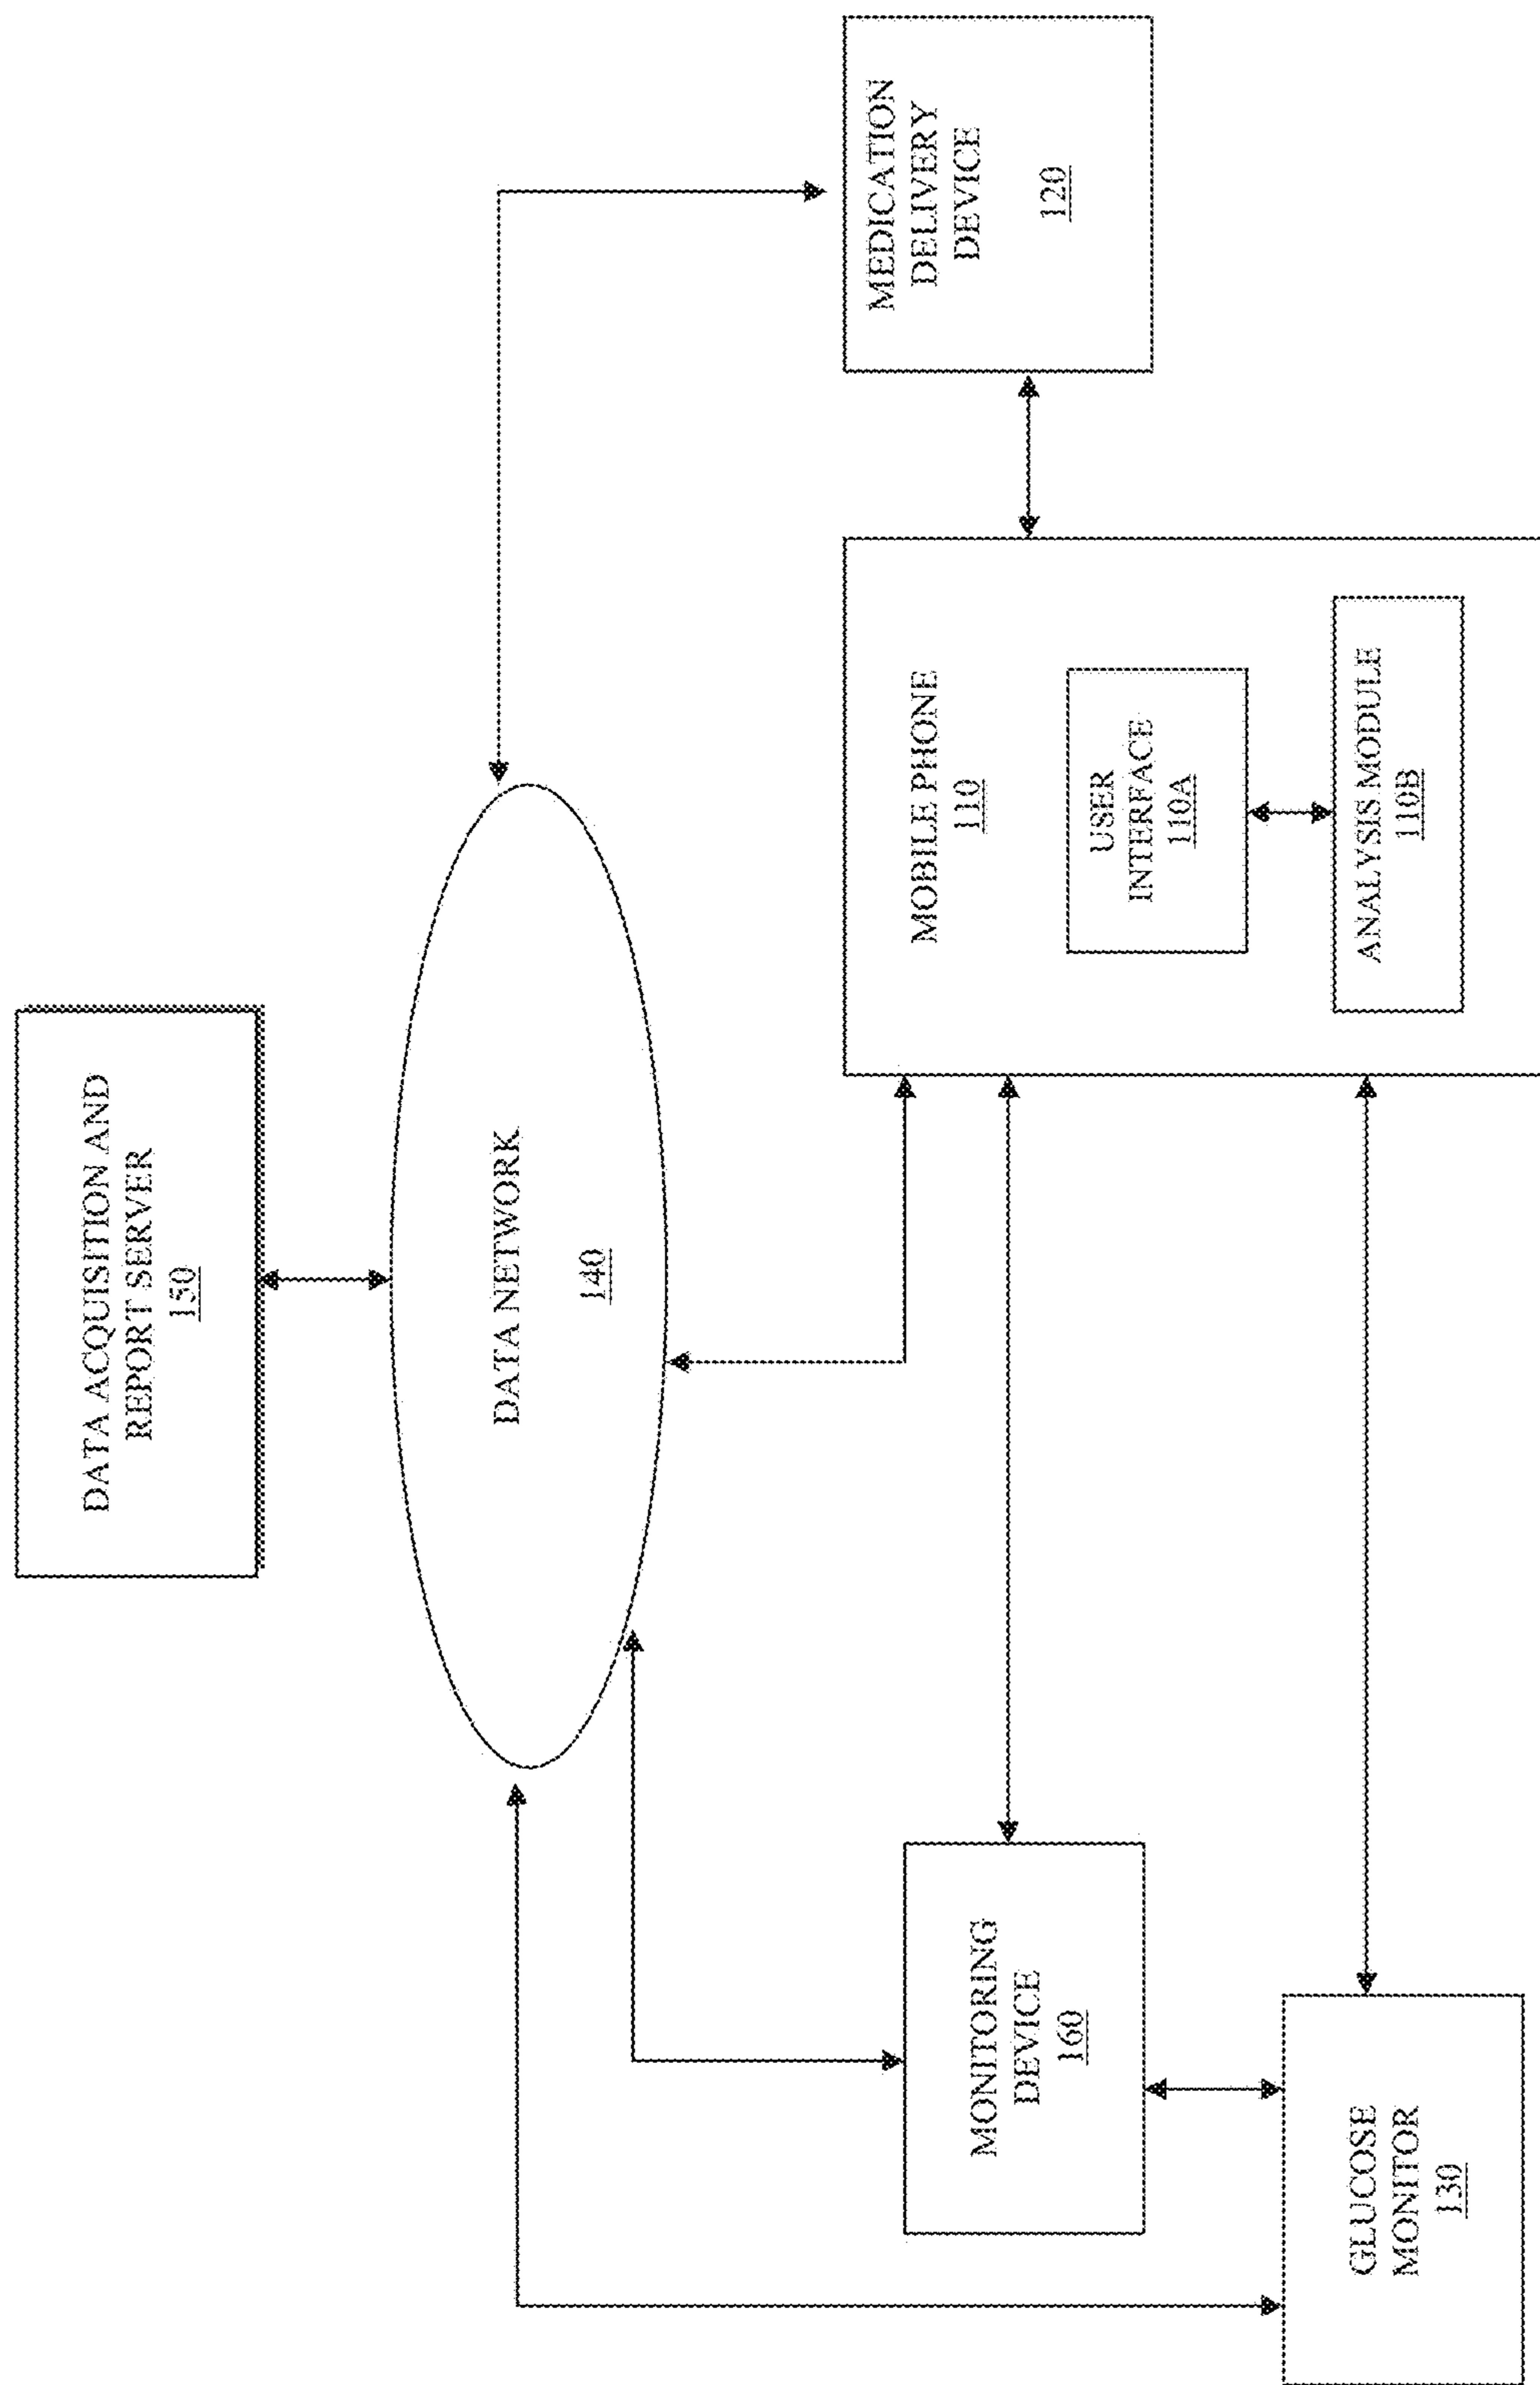 DATA ACQUISITION AND
REPORT SERVER
150
DATA NETWORK
140
MONITORING
DEVICE
160
GLUCOSE
MONITOR
130
MOBILE PHONE
110
USER
INTERFACE
110A
ANALYSIS MODULE
110B
MEDICATION
DELIVERY
DEVICE
120